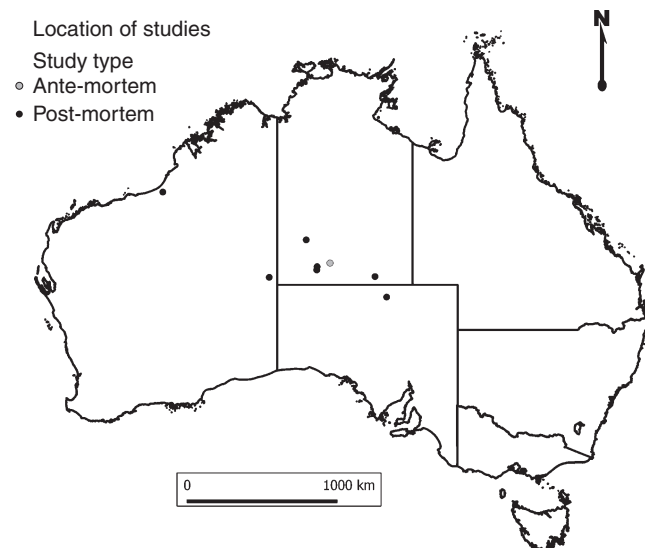 Location of studies
Study type
Ante-mortem
Post-mortem
N
0 1000 km